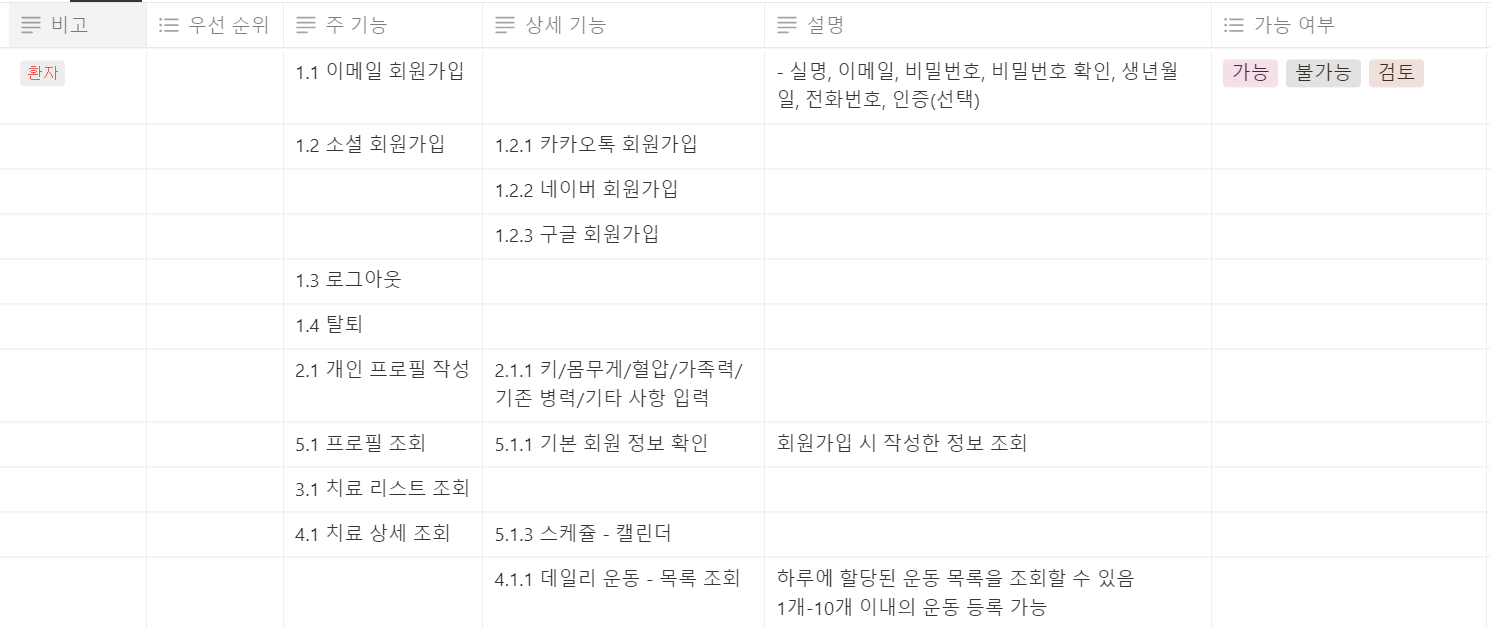 비고 우선 순위 주 기능 상세 기능 설명 가능 여부
환자 1.1 이메일 회원가입 - 실명, 이메일, 비밀번호, 비밀번호 확인, 생년월 가능 불가능 검토
일, 전화번호, 인증(선택)
1.2 소셜 회원가입 1.2.1 카카오톡 회원가입
1.2.2 네이버 회원가입
1.2.3 구글 회원가입
1.3 로그아웃
1.4 탈퇴
2.1 개인 프로필 작성 2.1.1 키/몸무게/혈압/가족력/
기존 병력/기타 사항 입력
5.1 프로필 조회 5.1.1 기본 회원 정보 확인 회원가입 시 작성한 정보 조회
3.1 치료 리스트 조회
4.1 치료 상세 조회 5.1.3 스케쥴 - 캘린더
4.1.1 데일리 운동 - 목록 조회 하루에 할당된 운동 목록을 조회할 수 있음
1개-10개 이내의 운동 등록 가능